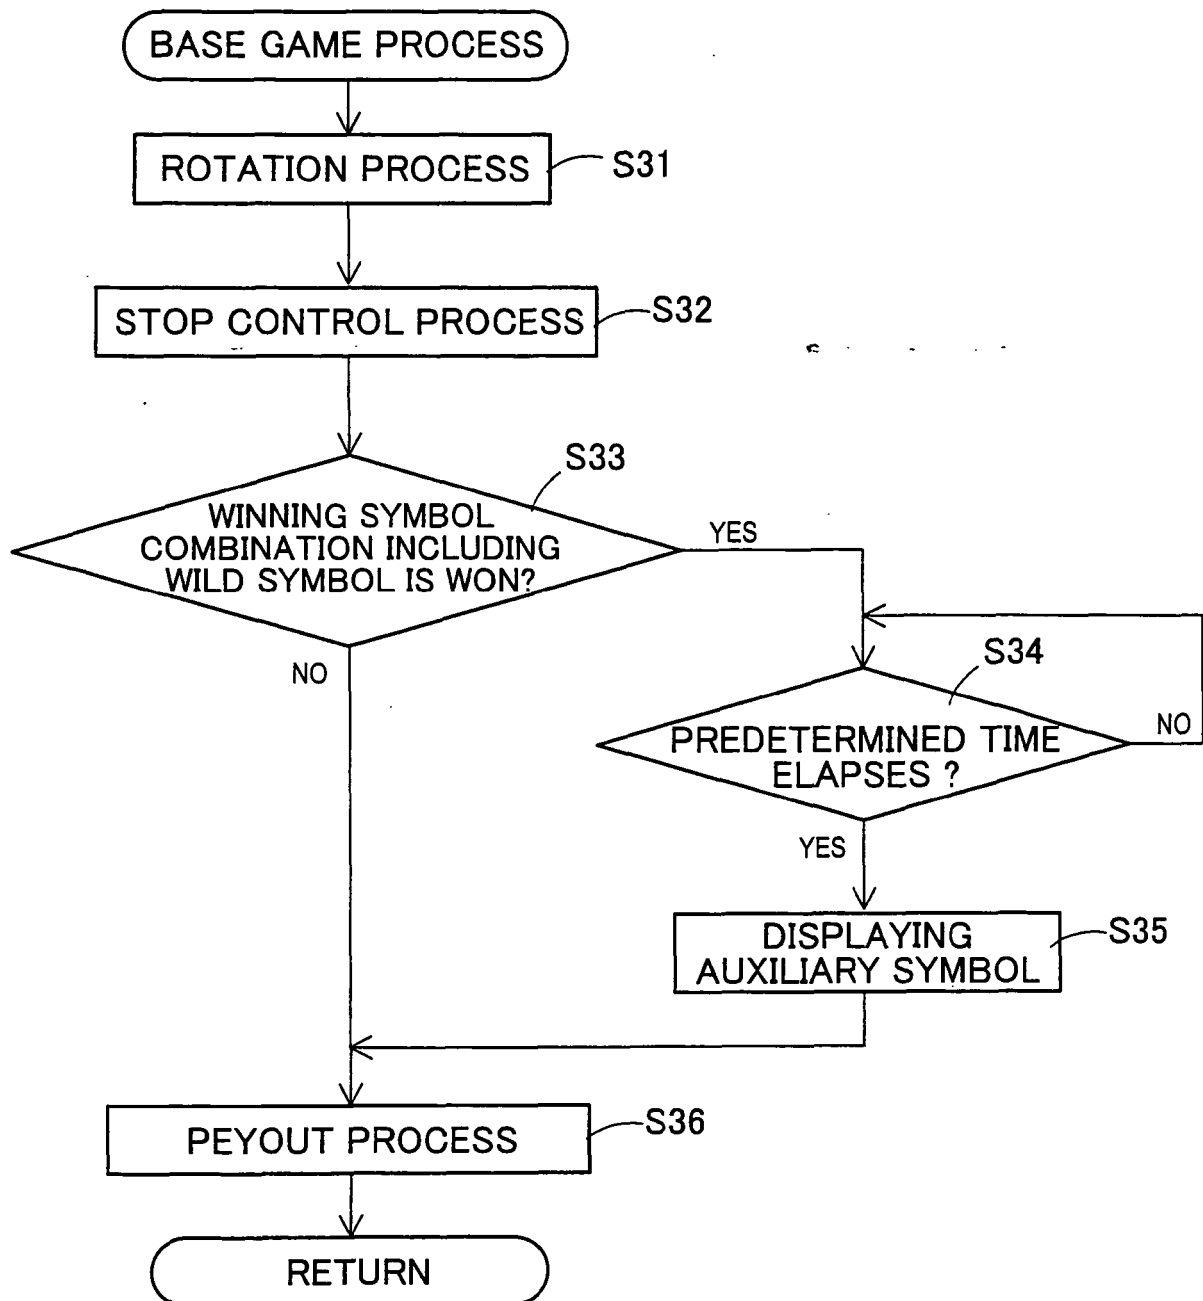 BASE GAME PROCESS
ROTATION PROCESS
S31
STOP CONTROL PROCESS
S32
S33
WINNING SYMBOL
COMBINATION INCLUDING
WILD SYMBOL IS WON?
YES
NO
S34
PREDETERMINED TIME
ELAPSES ?
NO
YES
DISPLAYING
AUXILIARY SYMBOL
S35
PEYOUT PROCESS
S36
RETURN